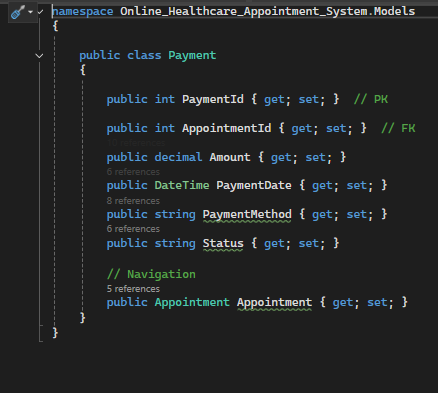 namespace Online_Healthcare_Appointment_System.Models
{
public class Payment
{
public int PaymentId { get; set; }  // PK
public int AppointmentId { get; set; }  // FK
public decimal Amount { get; set; }
6 references
public DateTime PaymentDate { get; set; }
8 references
public string PaymentMethod { get; set; }
6 references
public string Status { get; set; }
// Navigation
5 references
public Appointment Appointment { get; set; }
}
}